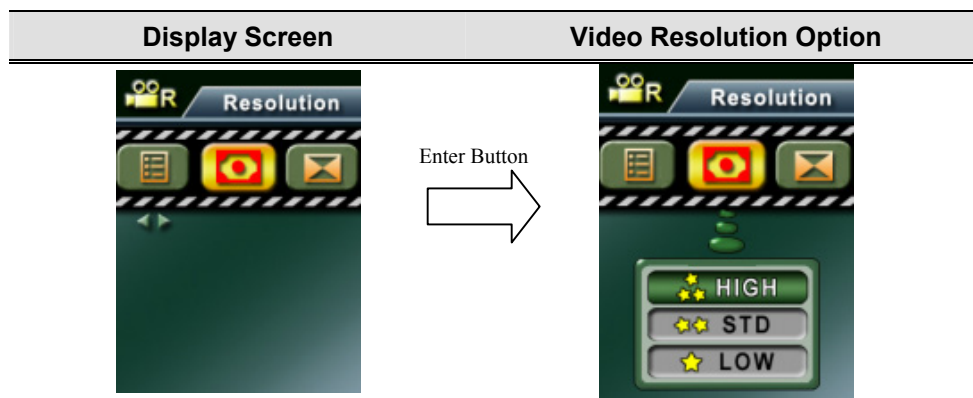 Display Screen
Video Resolution Option
R Resolution
Enter Button
R Resolution
HIGH
STD
LOW